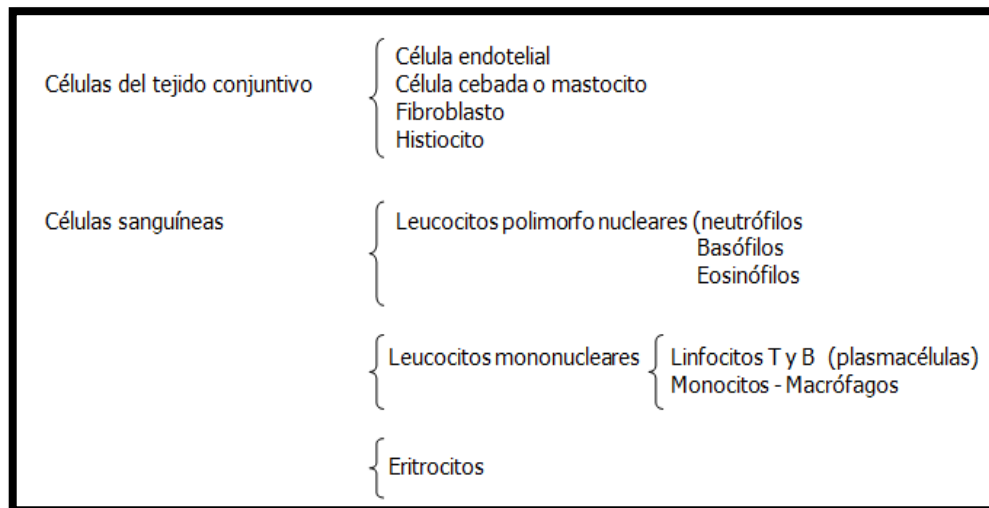 Célula endotelial
Células del tejido conjuntivo
Célula cebada o mastocito
Fibroblasto
Histiocito
Células sanguíneas
Leucocitos polimorfo nucleares (neutrófilos
Basófilos
Eosinófilos
Leucocitos mononucleares
Linfocitos T y B (plasmacélulas)
Monocitos - Macrófagos
Eritrocitos